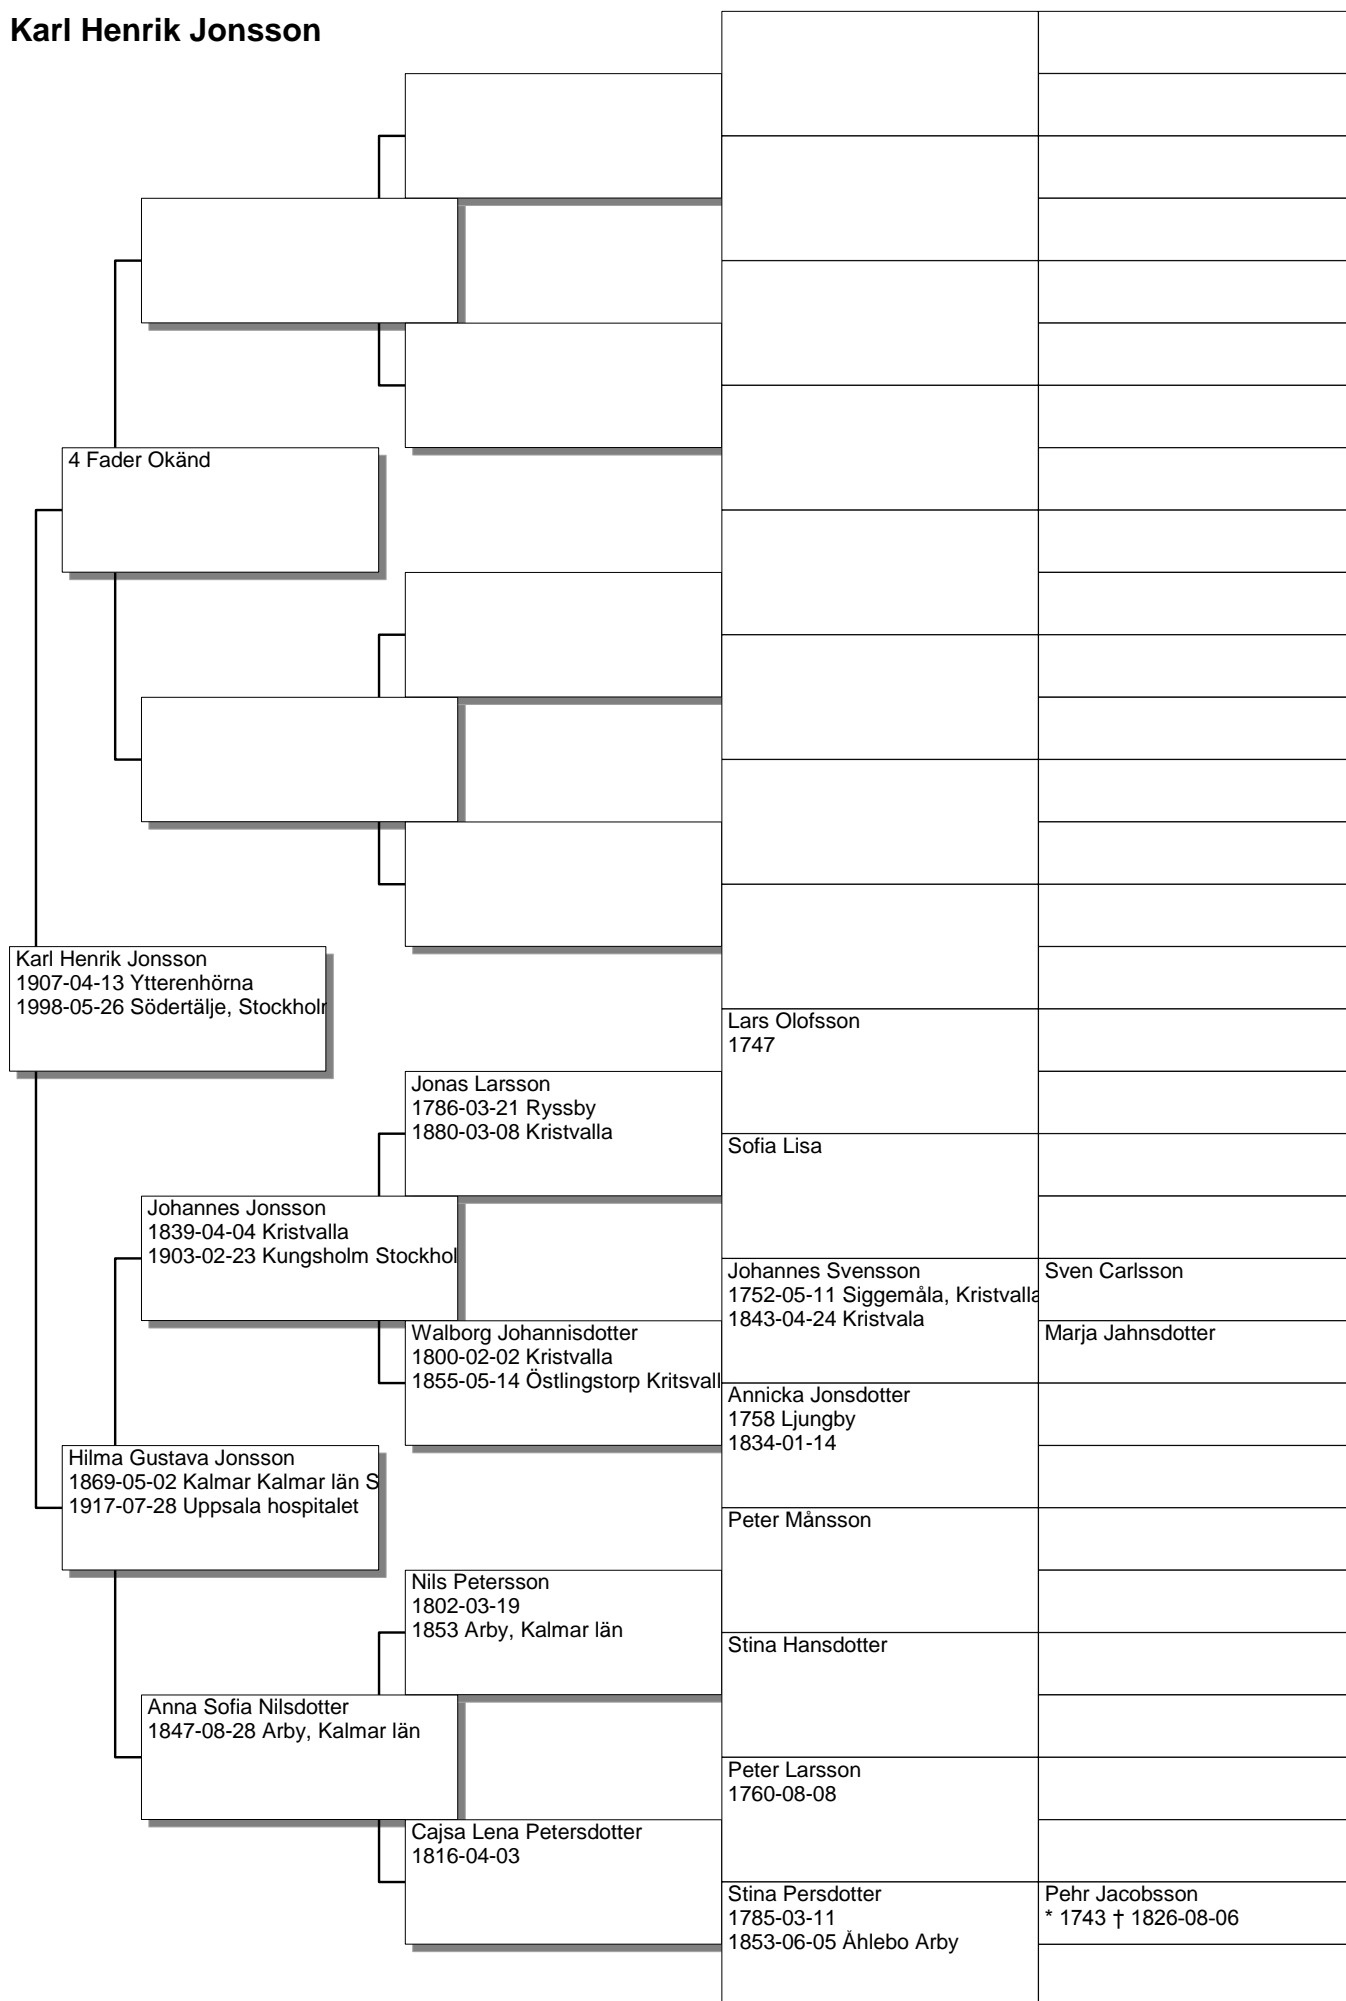 Karl Henrik Jonsson
4 Fader Okänd
Karl Henrik Jonsson
1907-04-13 Ytterenhörna
1998-05-26 Södertälje, Stockholm
Lars Olofsson
1747
Jonas Larsson
1786-03-21 Ryssby
1880-03-08 Kristvalla
Sofia Lisa
Johannes Jonsson
1839-04-04 Kristvalla
1903-02-23 Kungsholm Stockhol
Johannes Svensson
1752-05-11 Siggemåla, Kristvalla
1843-04-24 Kristvala
Sven Carlsson
Walborg Johannisdotter
1800-02-02 Kristvalla
1855-05-14 Östlingstorp Kritsvall
Marja Jahnsdotter
Annicka Jonsdotter
1758 Ljungby
1834-01-14
Hilma Gustava Jonsson
1869-05-02 Kalmar Kalmar län S
1917-07-28 Uppsala hospitalet
Peter Månsson
Nils Petersson
1802-03-19
1853 Arby, Kalmar län
Stina Hansdotter
Anna Sofia Nilsdotter
1847-08-28 Arby, Kalmar län
Peter Larsson
1760-08-08
Cajsa Lena Petersdotter
1816-04-03
Stina Persdotter
1785-03-11
1853-06-05 Åhlebo Arby
Pehr Jacobsson
* 1743 † 1826-08-06